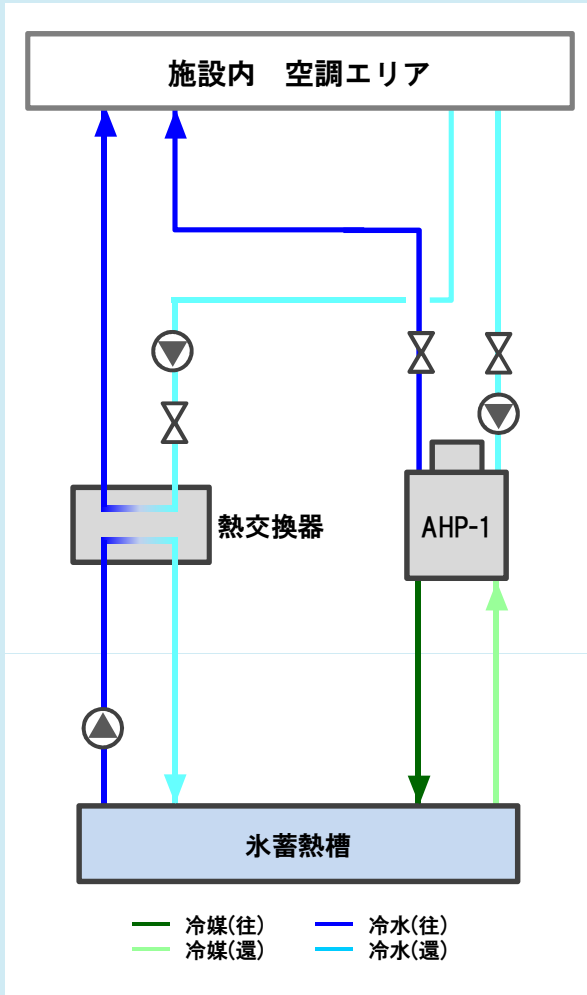 施設内　空調エリア
熱交換器
AHP-1
氷蓄熱槽
冷媒(往)
冷水(往)
冷媒(還)
冷水(還)